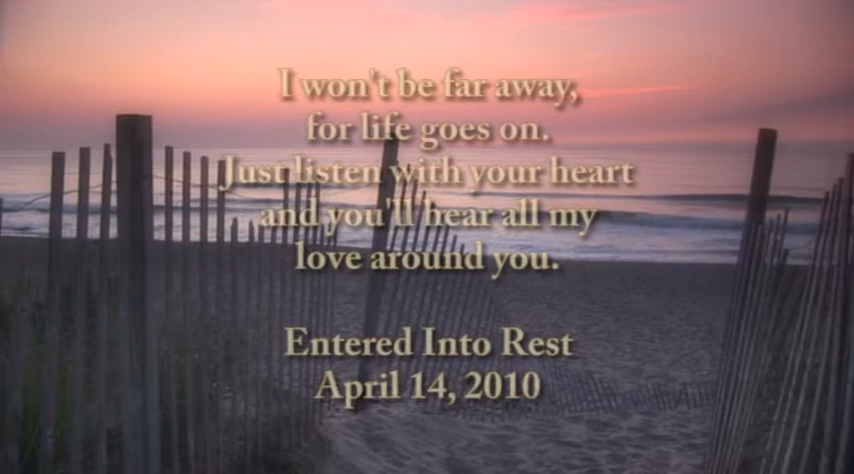 I won't be far away,
for life goes on.
Just listen with your heart
and you'll hear all my
love around you.
Entered Into Rest
April 14, 2010